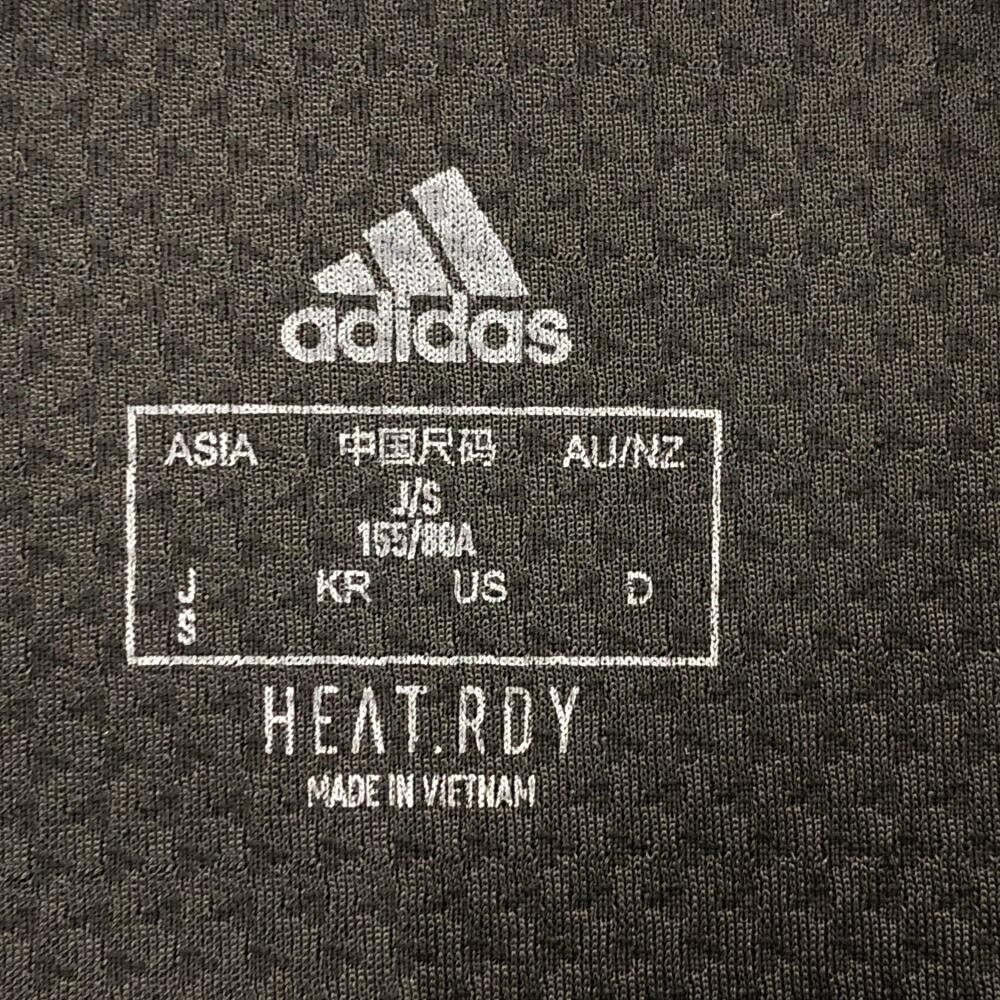 adidas
ASIA 中国尺码 AU/NZ
J/S
155/80A
J KR US D
S
HEAT.RDY
MADE IN VIETNAM